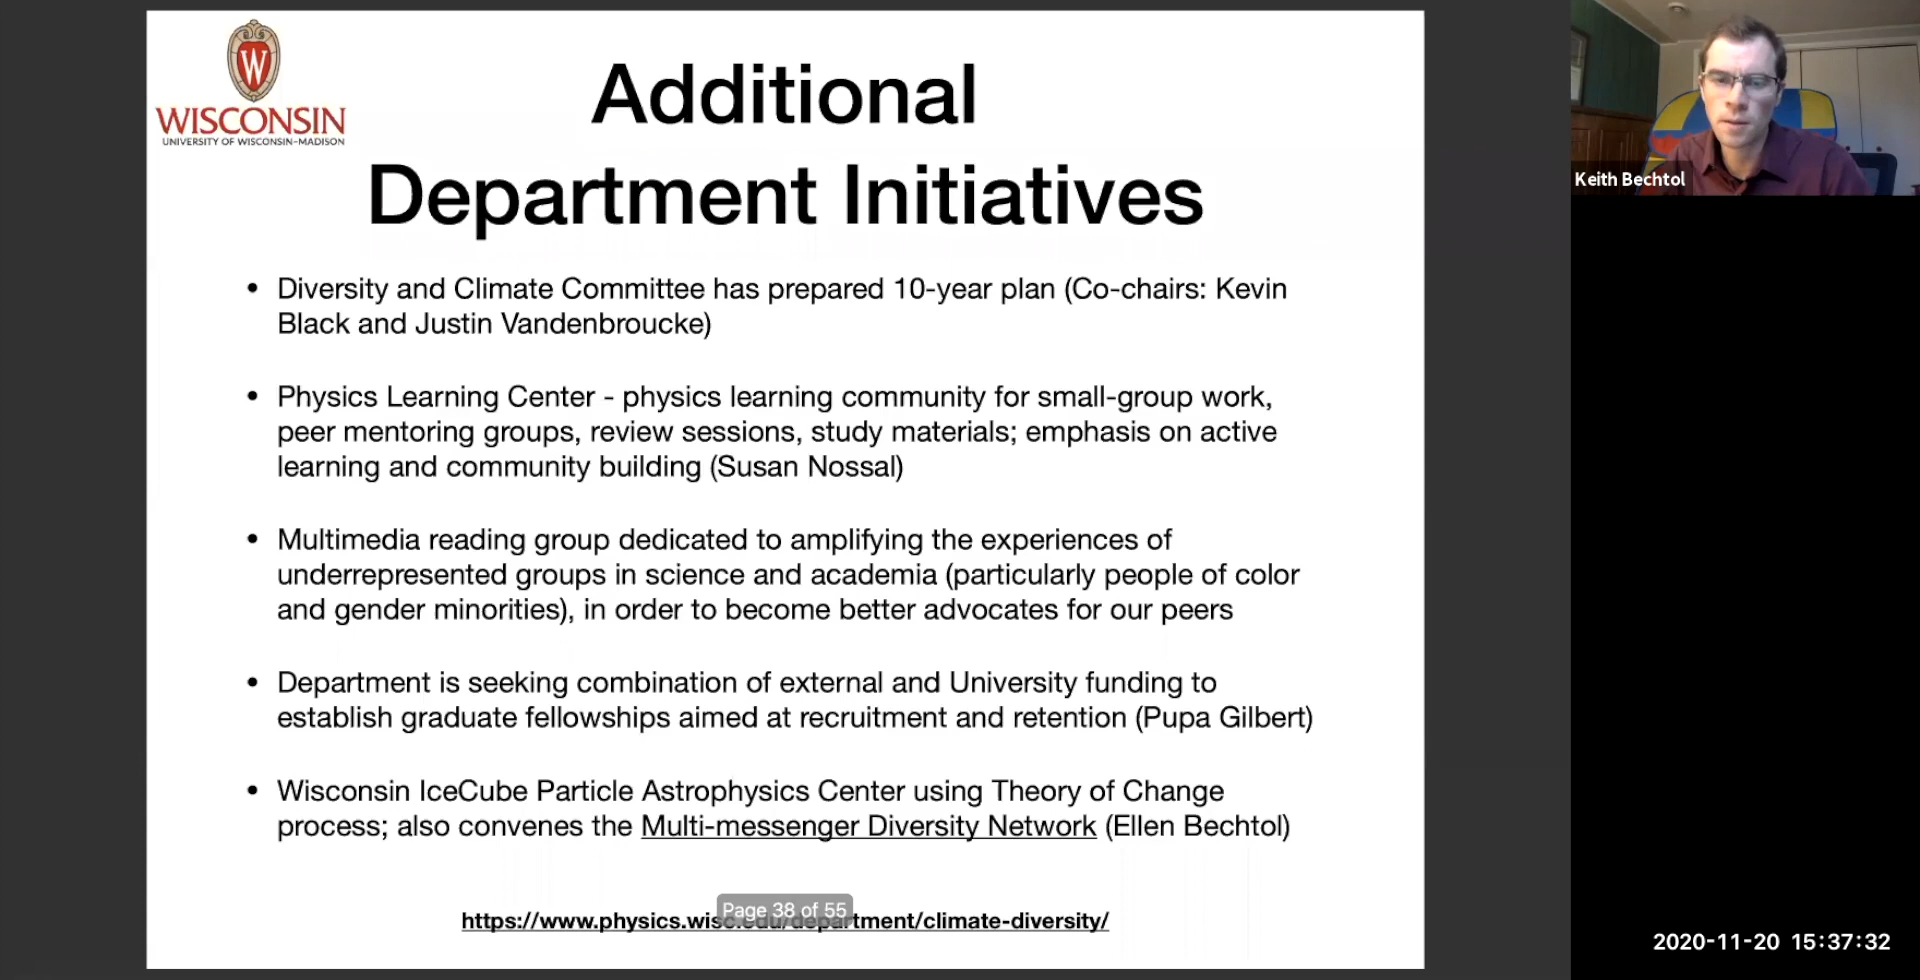 W
WISCONSIN
UNIVERSITY OF WISCONSIN–MADISON
Additional
Department Initiatives
• Diversity and Climate Committee has prepared 10-year plan (Co-chairs: Kevin
Black and Justin Vandenbroucke)
• Physics Learning Center - physics learning community for small-group work,
peer mentoring groups, review sessions, study materials; emphasis on active
learning and community building (Susan Nossal)
• Multimedia reading group dedicated to amplifying the experiences of
underrepresented groups in science and academia (particularly people of color
and gender minorities), in order to become better advocates for our peers
• Department is seeking combination of external and University funding to
establish graduate fellowships aimed at recruitment and retention (Pupa Gilbert)
• Wisconsin IceCube Particle Astrophysics Center using Theory of Change
process; also convenes the Multi-messenger Diversity Network (Ellen Bechtol)
Page 38 of 55
https://www.physics.wisc.edu/department/climate-diversity/
Keith Bechtol
2020-11-20 15:37:32